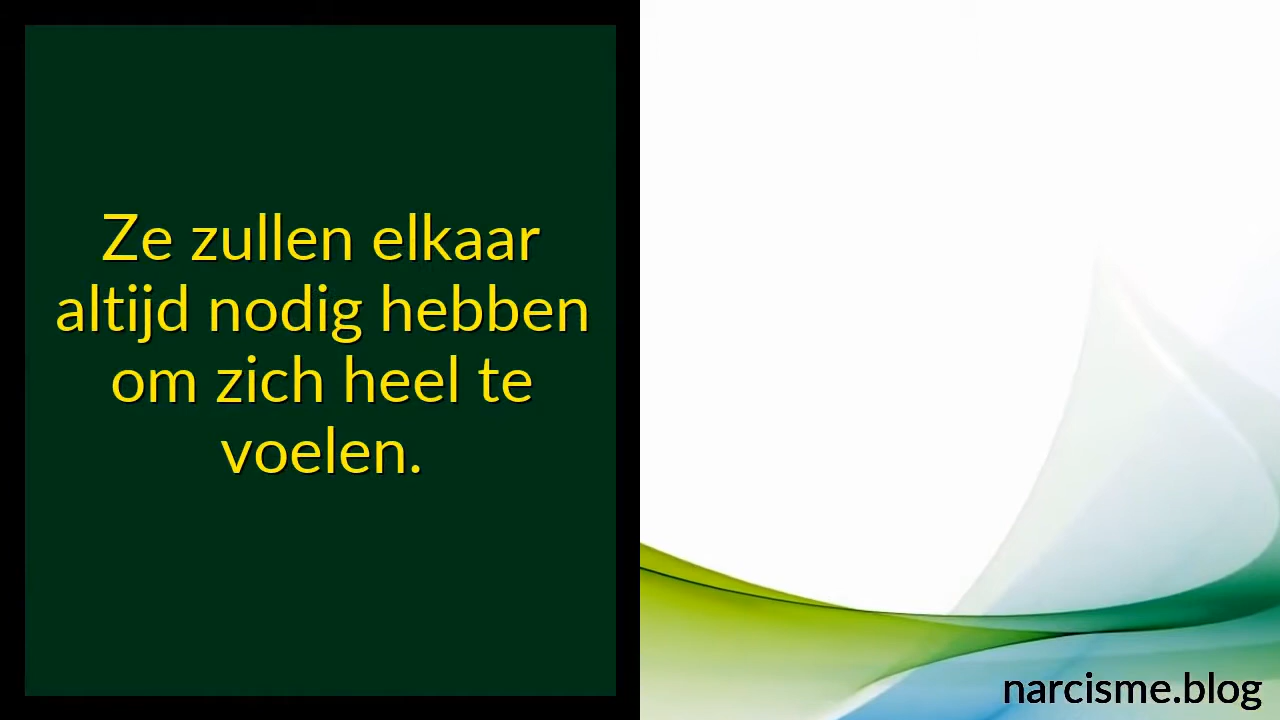 Ze zullen elkaar
altijd nodig hebben
om zich heel te
voelen.
narcisme.blog